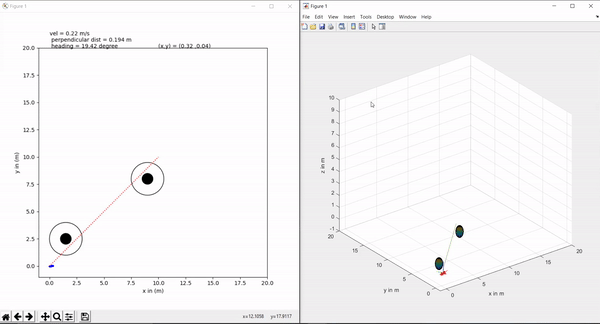 Figure 1
vel = 0.22 m/s
perpendicular dist = 0.194 m
heading = 19.42 degree
(x,y) = (0.32 ,0.04)
20.0
17.5
15.0
12.5
10.0
7.5
5.0
2.5
0.0
y in (m)
0.0 2.5 5.0 7.5 10.0 12.5 15.0 17.5 20.0
x in (m)
x=12.1058 y=17.9117
Figure 1
File Edit View Insert Tools Desktop Window Help
10
9
8
7
6
5
4
3
2
1
0
-1
z in m
20
15
10
5
0
y in m
0
5
10
15
20
x in m